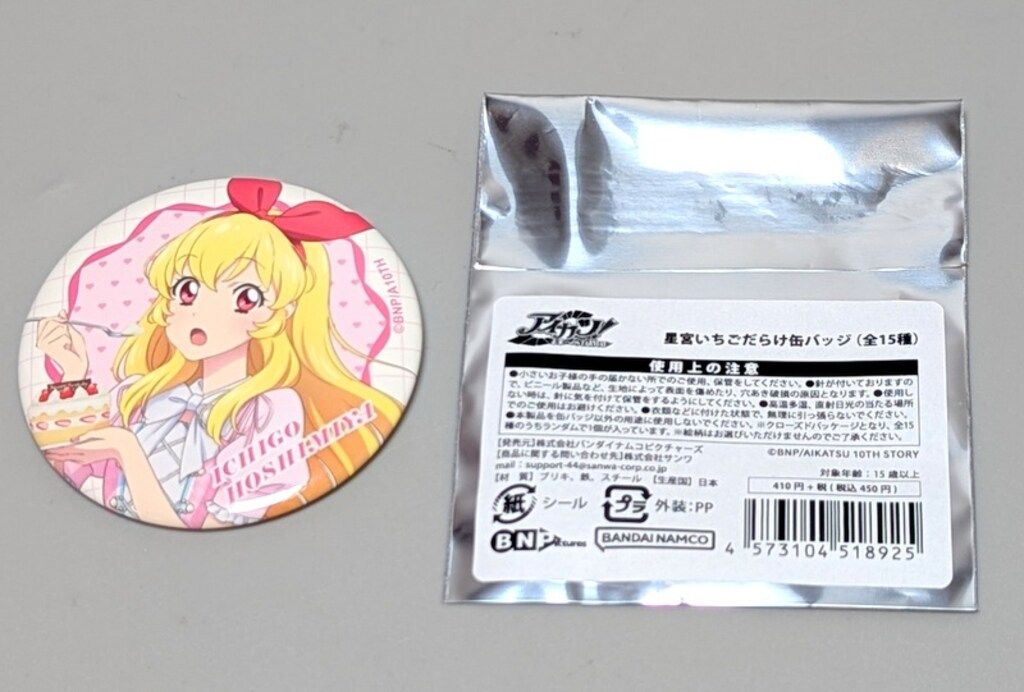 ©BNP/A10TH
ICHIGO
HOSHIMIYA
アイカツ!
星宮いちごだらけ缶バッジ(全15種)
使用上の注意
●小さいお子様の手の届かない所でのご使用、保管をしてください。●針が付いておりますの
で、ビニール製品など、生地によって表面を傷めたり、穴あき破損の原因となります。●使用し
ない時は、針に気を付けて保管をするようにしてください。●高温多湿、直射日光の当たる場所
でのご使用はお避けください。●衣類などに付けた状態で、無理に引っ張らないでください。
●本製品を缶バッジ以外の用途に使用しないでください。※クローズドパッケージとなり、全15
種のうちランダムで1個が入っています。※絵柄はお選びいただけませんのでご了承ください。
[発売元]株式会社バンダイナムコピクチャーズ
©BNP/AIKATSU 10TH STORY
[商品に関する問い合わせ先]株式会社サンワ
mail:support-44@sanwa-corp.co.jp
対象年齢:15歳以上
[材 質]ブリキ、鉄、スチール [生産国]日本
410円+税(税込450円)
紙 シール プラ 外装:PP
BNPictures BANDAI NAMCO
4 573104 518925